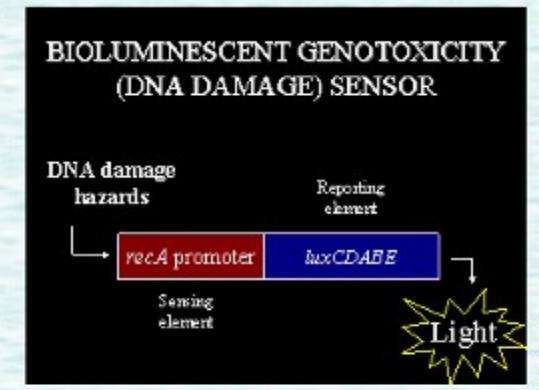 BIOLUMINESCENT GENOTOXICITY
(DNA DAMAGE) SENSOR
DNA damage
hazards
Reporting
element
recA promoter
luxCDABE
Sensing
element
Light